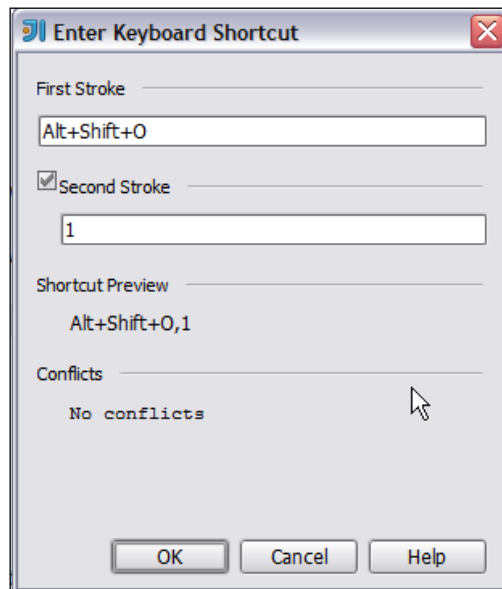 Enter Keyboard Shortcut
First Stroke
Alt+Shift+O
Second Stroke
1
Shortcut Preview
Alt+Shift+O,1
Conflicts
No conflicts
OK Cancel Help